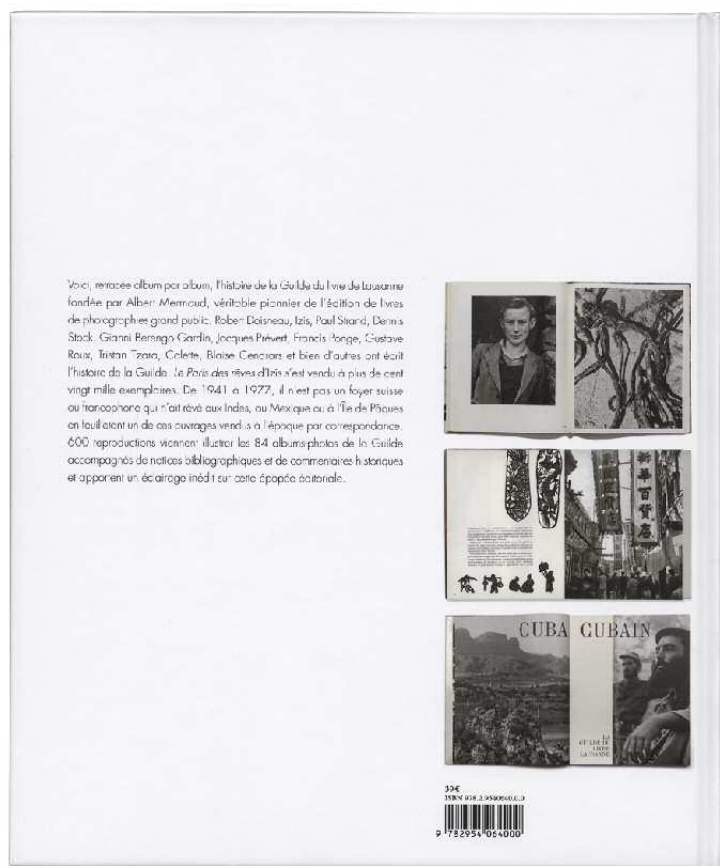 Voici, retracée album par album, l'histoire de la Guilde du livre de Lausanne
fondée par Albert Mermoud, véritable pionnier de l'édition de livres
de photographies grand public. Robert Doisneau, Izis, Paul Strand, Dennis
Stock, Gianni Berengo Gardin, Jacques Prévert, Francis Ponge, Gustave
Roux, Tristan Tzara, Colette, Blaise Cendrars et bien d'autres ont écrit
l'histoire de la Guilde. Le Paris des rêves d'Izis s'est vendu à plus de cent
vingt mille exemplaires. De 1941 à 1977, il n'est pas un foyer suisse
ou francophone qui n'ait rêvé aux Indes, au Mexique ou à l'Île de Pâques
en feuilletant un de ces ouvrages vendus à l'époque par correspondance.
600 reproductions viennent illustrer les 84 albums-photos de la Guilde
accompagnés de notices bibliographiques et de commentaires historiques
et apportent un éclairage inédit sur cette épopée éditoriale.
新華百貨店
CUBA CUBAIN
LA
GUILDE DU
LIVRE
LAUSANNE
39€
ISBN
9 782954 064000